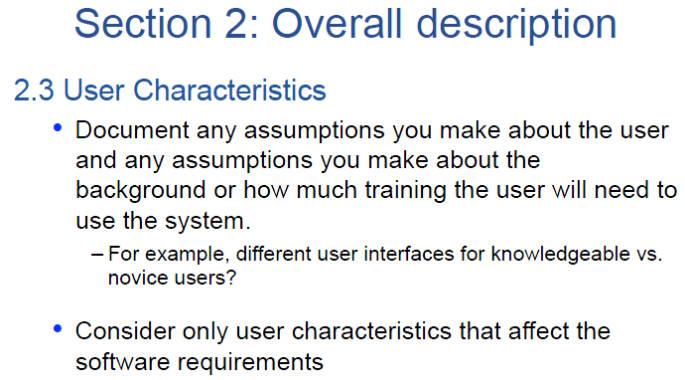 Section 2: Overall description
2.3 User Characteristics
• Document any assumptions you make about the user
and any assumptions you make about the
background or how much training the user will need to
use the system.
– For example, different user interfaces for knowledgeable vs.
novice users?
• Consider only user characteristics that affect the
software requirements